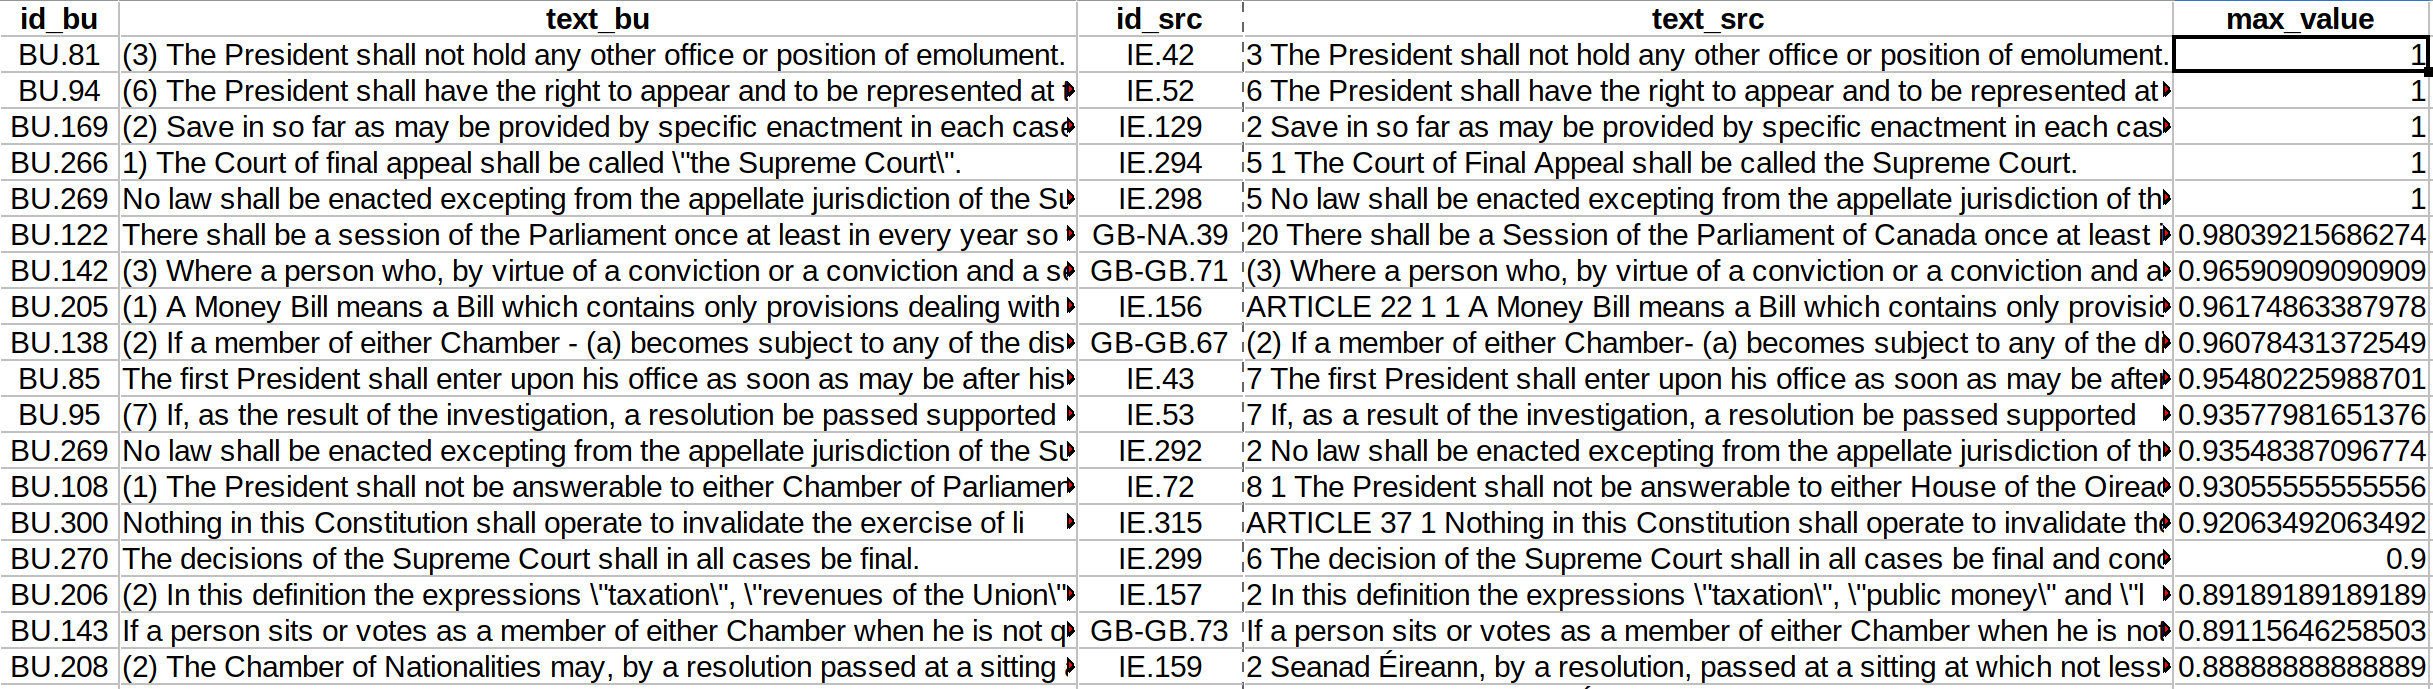 id_bu text_bu id_src text_src max_value
BU.81 (3) The President shall not hold any other office or position of emolument. IE.42 3 The President shall not hold any other office or position of emolument. 1
BU.94 (6) The President shall have the right to appear and to be represented at IE.52 6 The President shall have the right to appear and to be represented at 1
BU.169 (2) Save in so far as may be provided by specific enactment in each case IE.129 2 Save in so far as may be provided by specific enactment in each cas 1
BU.266 1) The Court of final appeal shall be called \"the Supreme Court\". IE.294 5 1 The Court of Final Appeal shall be called the Supreme Court. 1
BU.269 No law shall be enacted excepting from the appellate jurisdiction of the Su IE.298 5 No law shall be enacted excepting from the appellate jurisdiction of th 1
BU.122 There shall be a session of the Parliament once at least in every year so GB-NA.39 20 There shall be a Session of the Parliament of Canada once at least 0.98039215686274
BU.142 (3) Where a person who, by virtue of a conviction or a conviction and a se GB-GB.71 (3) Where a person who, by virtue of a conviction or a conviction and a 0.96590909090909
BU.205 (1) A Money Bill means a Bill which contains only provisions dealing with IE.156 ARTICLE 22 1 1 A Money Bill means a Bill which contains only provisio 0.96174863387978
BU.138 (2) If a member of either Chamber - (a) becomes subject to any of the dis GB-GB.67 (2) If a member of either Chamber- (a) becomes subject to any of the di 0.96078431372549
BU.85 The first President shall enter upon his office as soon as may be after his IE.43 7 The first President shall enter upon his office as soon as may be after 0.95480225988701
BU.95 (7) If, as the result of the investigation, a resolution be passed supported IE.53 7 If, as a result of the investigation, a resolution be passed supported 0.93577981651376
BU.269 No law shall be enacted excepting from the appellate jurisdiction of the Su IE.292 2 No law shall be enacted excepting from the appellate jurisdiction of th 0.93548387096774
BU.108 (1) The President shall not be answerable to either Chamber of Parliamen IE.72 8 1 The President shall not be answerable to either House of the Oireac 0.93055555555556
BU.300 Nothing in this Constitution shall operate to invalidate the exercise of li IE.315 ARTICLE 37 1 Nothing in this Constitution shall operate to invalidate the 0.92063492063492
BU.270 The decisions of the Supreme Court shall in all cases be final. IE.299 6 The decision of the Supreme Court shall in all cases be final and conc 0.9
BU.206 (2) In this definition the expressions \"taxation\", \"revenues of the Union\" IE.157 2 In this definition the expressions \"taxation\", \"public money\" and \"l 0.89189189189189
BU.143 If a person sits or votes as a member of either Chamber when he is not q GB-GB.73 If a person sits or votes as a member of either Chamber when he is not 0.89115646258503
BU.208 (2) The Chamber of Nationalities may, by a resolution passed at a sitting IE.159 2 Seanad Éireann, by a resolution, passed at a sitting at which not less 0.88888888888889